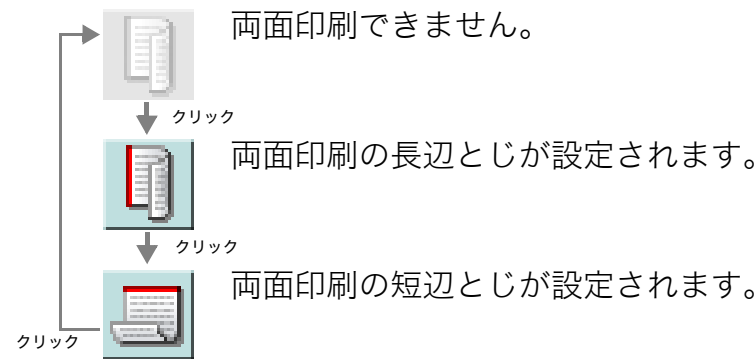 両面印刷できません。
クリック
両面印刷の長辺とじが設定されます。
クリック
両面印刷の短辺とじが設定されます。
クリック